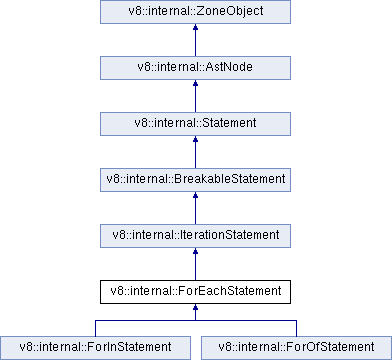 v8::internal::ZoneObject
v8::internal::AstNode
v8::internal::Statement
v8::internal::BreakableStatement
v8::internal::IterationStatement
v8::internal::ForEachStatement
v8::internal::ForInStatement
v8::internal::ForOfStatement